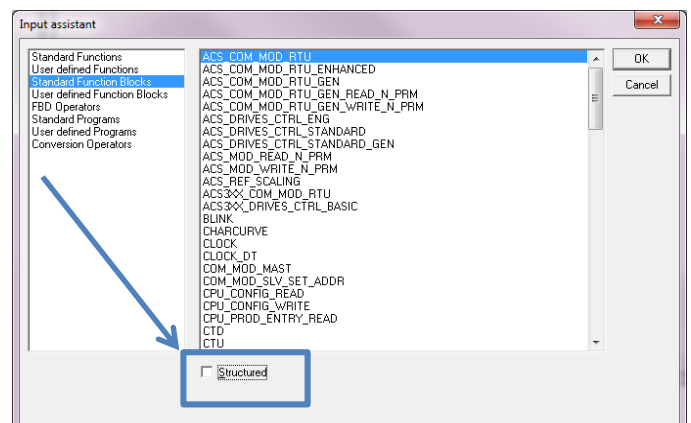 Input assistant
Standard Functions
User defined Functions
Standard Function Blocks
User defined Function Blocks
FBD Operators
Standard Programs
User defined Programs
Conversion Operators
ACS_COM_MOD_RTU
ACS_COM_MOD_RTU_ENHANCED
ACS_COM_MOD_RTU_GEN
ACS_COM_MOD_RTU_GEN_READ_N_PRM
ACS_COM_MOD_RTU_GEN_WRITE_N_PRM
ACS_DRIVES_CTRL_ENG
ACS_DRIVES_CTRL_STANDARD
ACS_DRIVES_CTRL_STANDARD_GEN
ACS_MOD_READ_N_PRM
ACS_MOD_WRITE_N_PRM
ACS_REF_SCALING
ACS3XX_COM_MOD_RTU
ACS3XX_DRIVES_CTRL_BASIC
BLINK
CHARCURVE
CLOCK
CLOCK_DT
COM_MOD_MAST
COM_MOD_SLV_SET_ADDR
CPU_CONFIG_READ
CPU_CONFIG_WRITE
CPU_PROD_ENTRY_READ
CTD
CTU
OK
Cancel
Structured